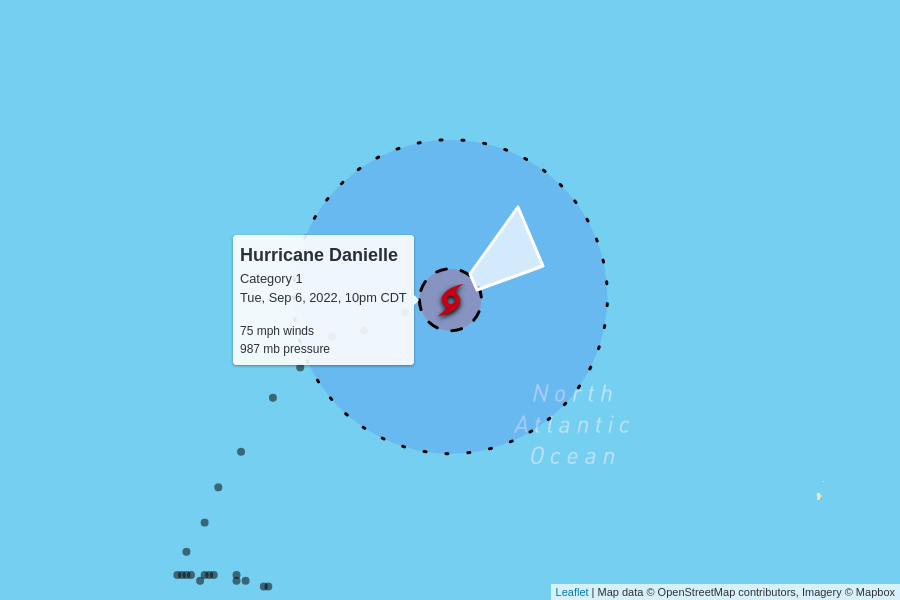 Hurricane Danielle
Category 1
Tue, Sep 6, 2022, 10pm CDT
75 mph winds
987 mb pressure
North
Atlantic
Ocean
Leaflet | Map data © OpenStreetMap contributors, Imagery © Mapbox